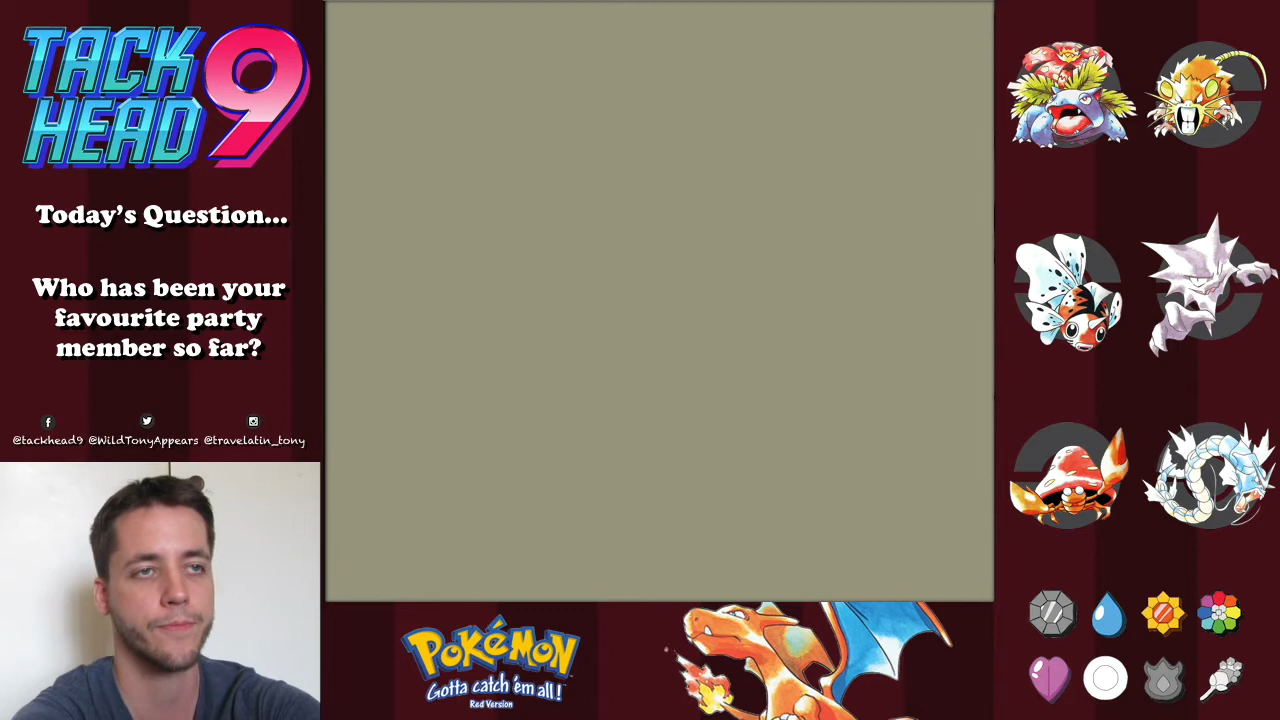 TACK
HEAD 9
Today's Question...
Who has been your
favourite party
member so far?
@tackhead9 @WildTonyAppears @travelatin_tony
POKéMON
Gotta catch 'em all!
Red Version